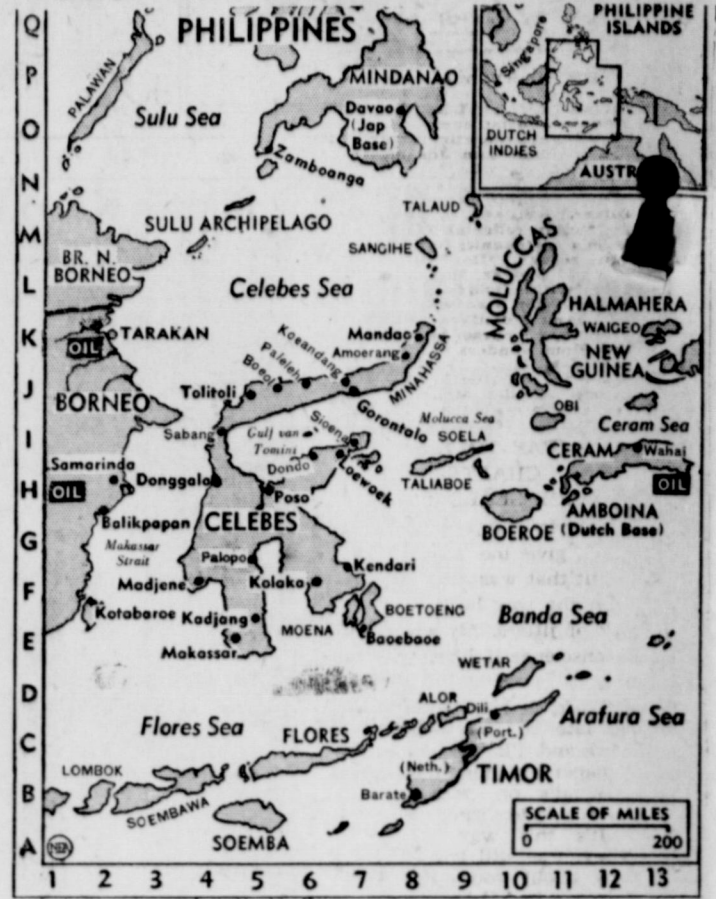 Q
PHILIPPINES
PHILIPPINE
ISLANDS
Singapore
P
PALAWAN
MINDANAO
Sulu Sea
Davao
(Jap
Base)
O
DUTCH
INDIES
Zamboanga
AUSTR
N
TALAUD
SULU ARCHIPELAGO
M
SANGIHE
MOLUCCAS
BR. N.
BORNEO
L
Celebes Sea
HALMAHERA
K
TARAKAN
OIL
Mandao
Amoerang
WAIGEO
NEW
GUINEA
Koeandang
Paleleh
Boeol
MINAHASSA
J
Tolitoli
BORNEO
Gorontalo
OBI
Molucca Sea
Ceram Sea
I
Sabang
Gulf van
Tomini
Sioena
SOELA
CERAM
Wahai
Samarinda
Dondo
Loewoek
H
OIL
Donggala
Poso
TALIABOE
OIL
Balikpapan
CELEBES
AMBOINA
BOEROE
(Dutch Base)
G
Makassar
Strait
Palopo
Kendari
Madjene
Kolaka
F
Kotabaroe
Kadjang
BOETOENG
Banda Sea
MOENA
Baoebaoe
E
Makassar
WETAR
D
ALOR
Dili
Arafura Sea
Flores Sea
FLORES
(Port.)
C
LOMBOK
(Neth.)
TIMOR
B
SOEMBAWA
Barate
SCALE OF MILES
0 200
SOEMBA
A
NEA
1 2 3 4 5 6 7 8 9 10 11 12 13